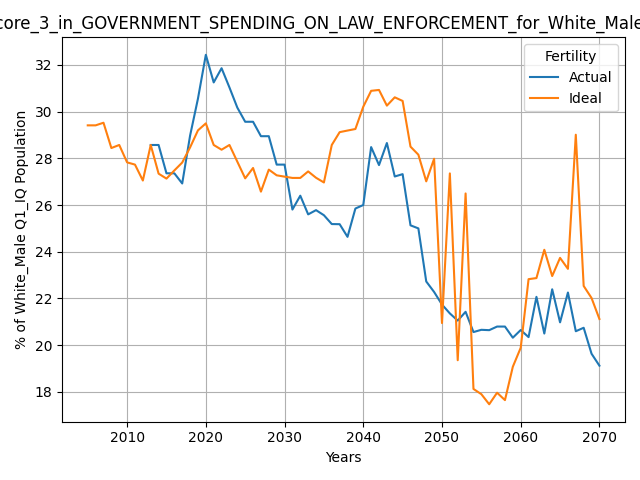 core_3_in_GOVERNMENT_SPENDING_ON_LAW_ENFORCEMENT_for_White_Male
Fertility
Actual
Ideal
% of White_Male Q1_IQ Population
32
30
28
26
24
22
20
18
2010 2020 2030 2040 2050 2060 2070
Years